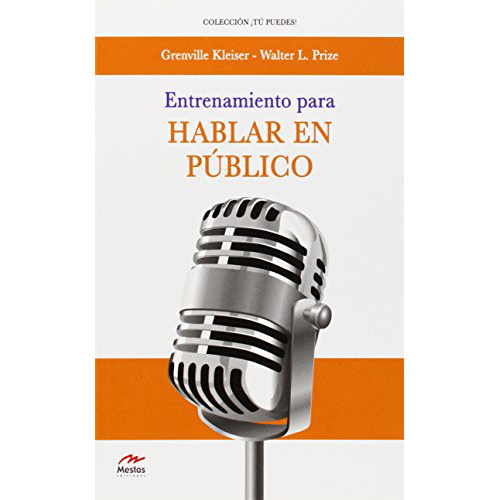 COLECCIÓN ¡TÚ PUEDES!
Grenville Kleiser - Walter L. Prize
Entrenamiento para
HABLAR EN
PÚBLICO
Mestas
EDICIONES